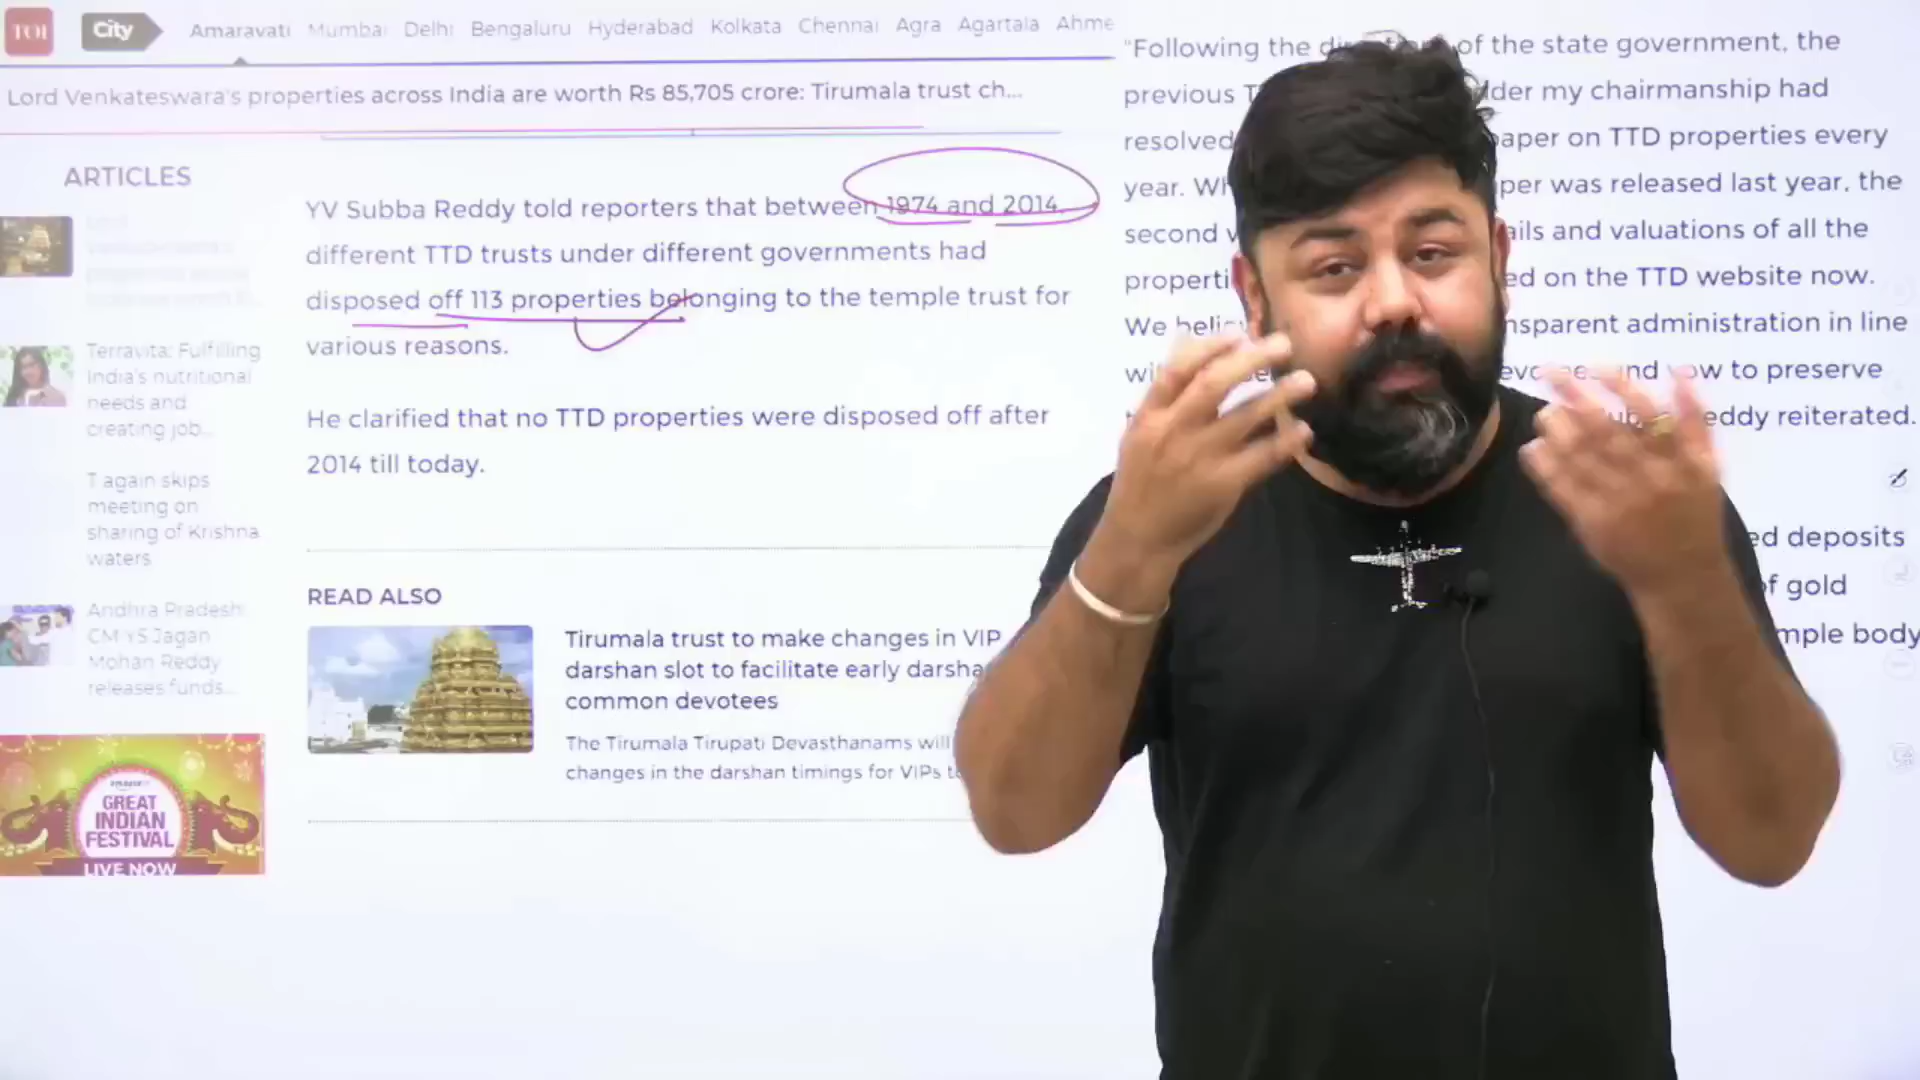 TOI
City
Amaravati Mumbai Delhi Bengaluru Hyderabad Kolkata Chennai Agra Agartala Ahme
Lord Venkateswara's properties across India are worth Rs 85,705 crore: Tirumala trust ch...
ARTICLES
Terravita: Fulfilling
India's nutritional
needs and
creating job...
T again skips
meeting on
sharing of Krishna
waters
Andhra Pradesh
CM YS Jagan
Mohan Reddy
releases funds...
GREAT
INDIAN
FESTIVAL
LIVE NOW
YV Subba Reddy told reporters that between 1974 and 2014,
different TTD trusts under different governments had
disposed off 113 properties belonging to the temple trust for
various reasons.
He clarified that no TTD properties were disposed off after
2014 till today.
READ ALSO
Tirumala trust to make changes in VIP
darshan slot to facilitate early darsha
common devotees
The Tirumala Tirupati Devasthanams will
changes in the darshan timings for VIPs
"Following the of the state government, the
previous my chairmanship had
resolved paper on TTD properties every
year. was released last year, the
second and valuations of all the
on the TTD website now.
We administration in line
to preserve
eddy reiterated.
ed deposits
of gold
mple body